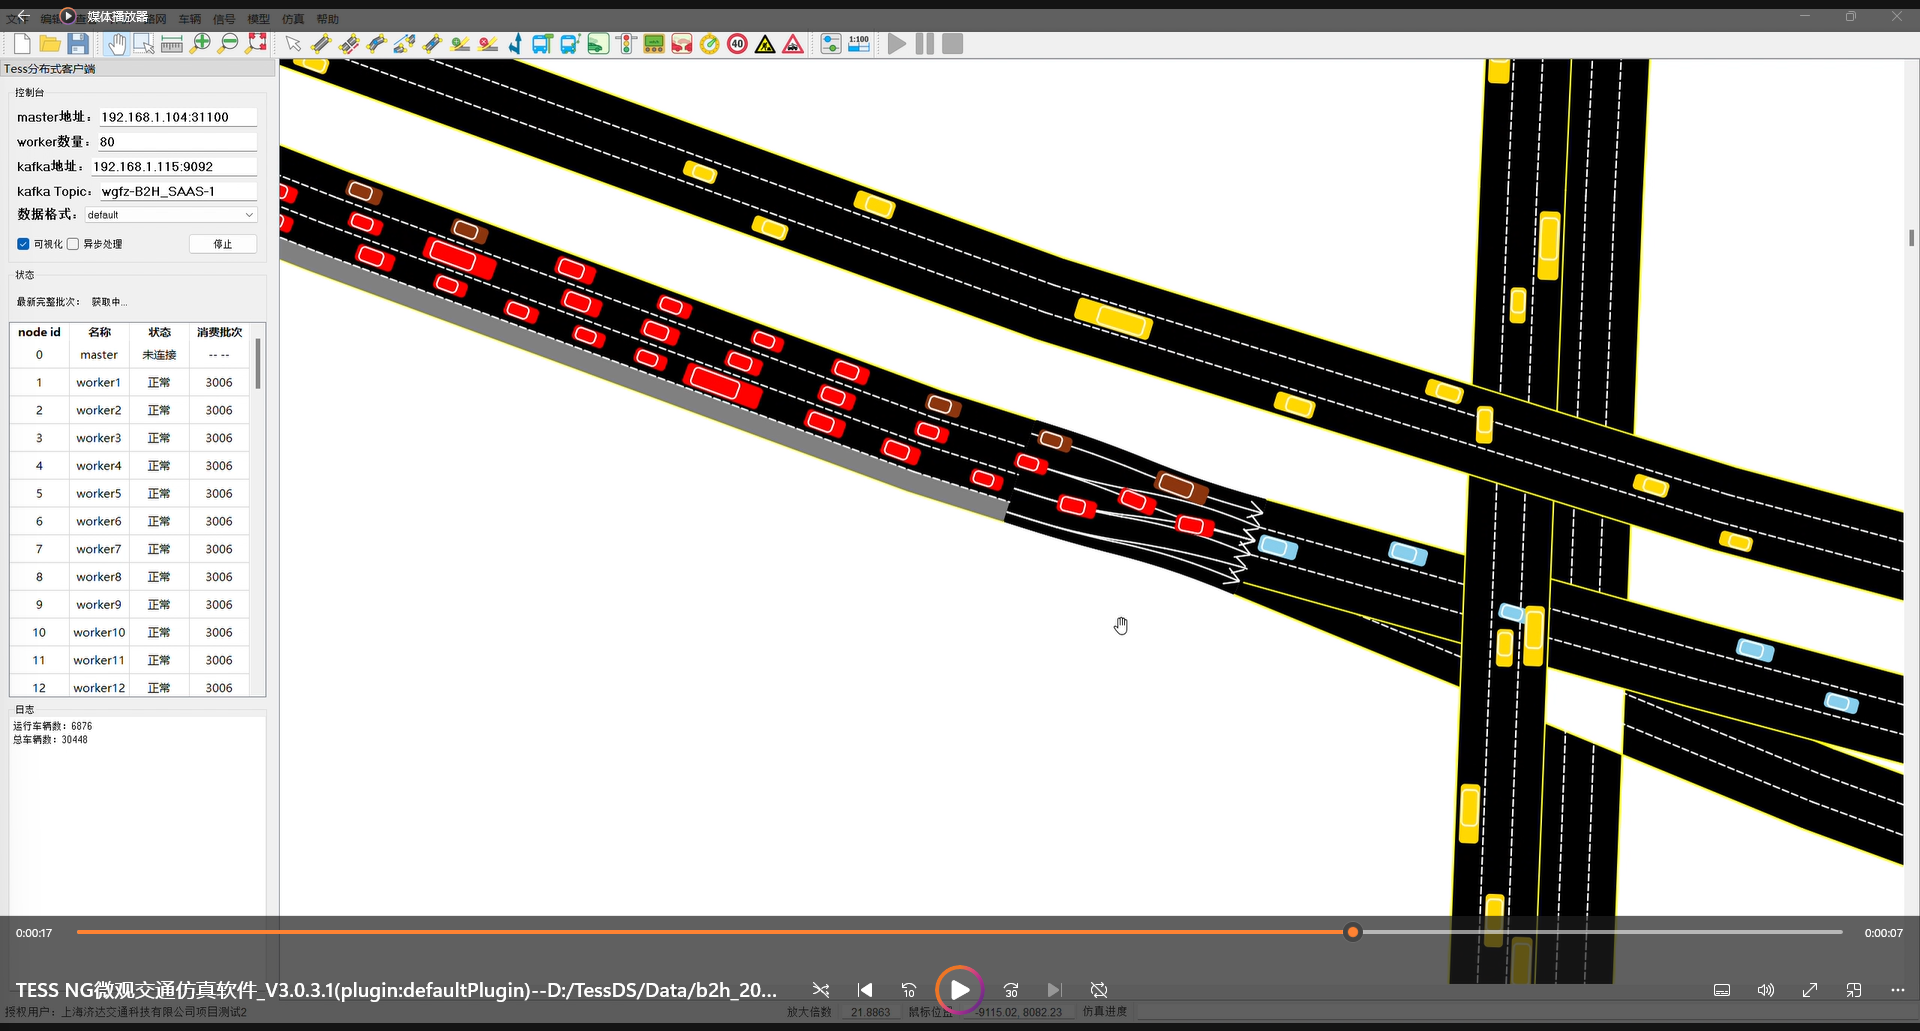 媒体播放器
文件 编辑 车辆 信号 模型 仿真 帮助
40
1:100
Tess分布式客户端
控制台
master地址: 192.168.1.104:31100
worker数量: 80
kafka地址: 192.168.1.115:9092
kafka Topic: wgfz-B2H_SAAS-1
数据格式: default
可视化 异步处理 停止
状态
最新完整批次: 获取中...
node id 名称 状态 消费批次
0 master 未连接 -- --
1 worker1 正常 3006
2 worker2 正常 3006
3 worker3 正常 3006
4 worker4 正常 3006
5 worker5 正常 3006
6 worker6 正常 3006
7 worker7 正常 3006
8 worker8 正常 3006
9 worker9 正常 3006
10 worker10 正常 3006
11 worker11 正常 3006
12 worker12 正常 3006
日志
运行车辆数: 6876
总车辆数: 30448
0:00:17 0:00:07
TESS NG微观交通仿真软件_V3.0.3.1(plugin:defaultPlugin)--D:/TessDS/Data/b2h_20...
10 30
授权用户: 上海济达交通科技有限公司项目测试2 放大倍数 21.8863 鼠标位置 -9115.02, 8082.23 仿真进度